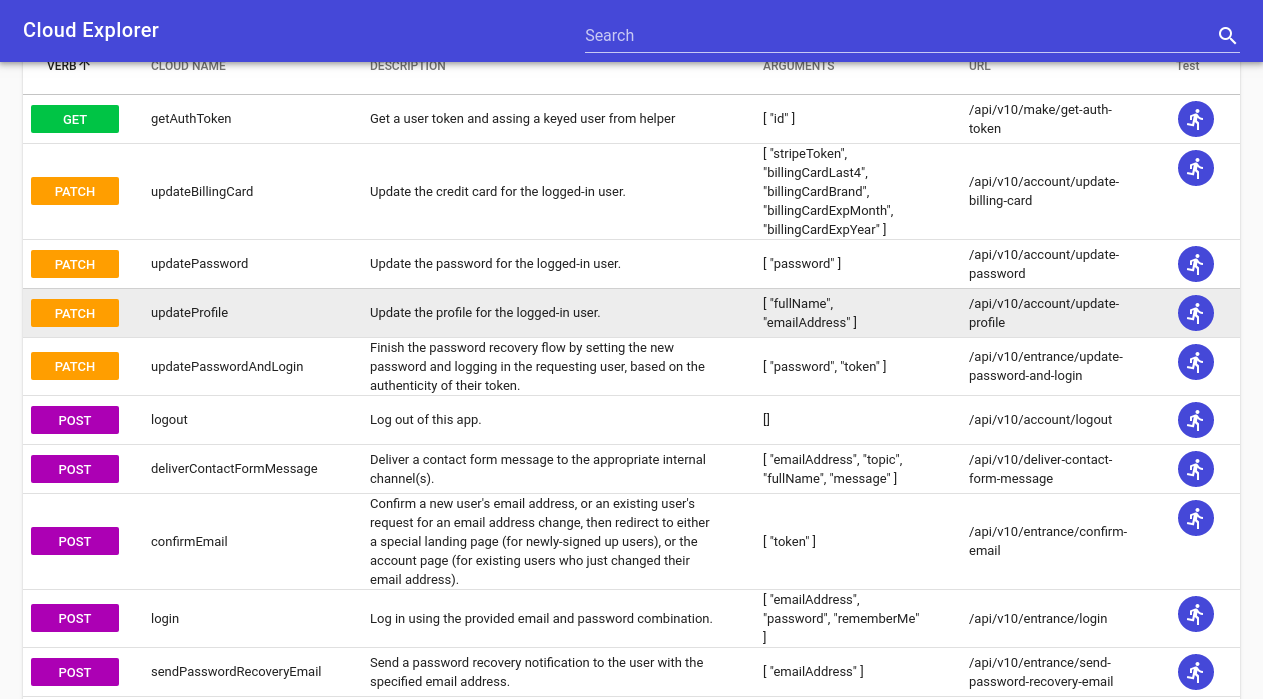 Cloud Explorer
Search
VERB CLOUD NAME DESCRIPTION ARGUMENTS URL Test
GET getAuthToken Get a user token and assing a keyed user from helper [ "id" ] /api/v10/make/get-auth-
token
PATCH updateBillingCard Update the credit card for the logged-in user. [ "stripeToken",
"billingCardLast4",
"billingCardBrand",
"billingCardExpMonth",
"billingCardExpYear" ]
/api/v10/account/update-
billing-card
PATCH updatePassword Update the password for the logged-in user. [ "password" ] /api/v10/account/update-
password
PATCH updateProfile Update the profile for the logged-in user. [ "fullName",
"emailAddress" ]
/api/v10/account/update-
profile
PATCH updatePasswordAndLogin Finish the password recovery flow by setting the new
password and logging in the requesting user, based on the
authenticity of their token.
[ "password", "token" ]
/api/v10/entrance/update-
password-and-login
POST logout Log out of this app. [] /api/v10/account/logout
POST deliverContactFormMessage Deliver a contact form message to the appropriate internal
channel(s).
[ "emailAddress", "topic",
"fullName", "message" ]
/api/v10/deliver-contact-
form-message
POST confirmEmail Confirm a new user's email address, or an existing user's
request for an email address change, then redirect to either
a special landing page (for newly-signed up users), or the
account page (for existing users who just changed their
email address).
[ "token" ]
/api/v10/entrance/confirm-
email
POST login Log in using the provided email and password combination. [ "emailAddress",
"password", "rememberMe"
]
/api/v10/entrance/login
POST sendPasswordRecoveryEmail Send a password recovery notification to the user with the
specified email address.
[ "emailAddress" ]
/api/v10/entrance/send-
password-recovery-email